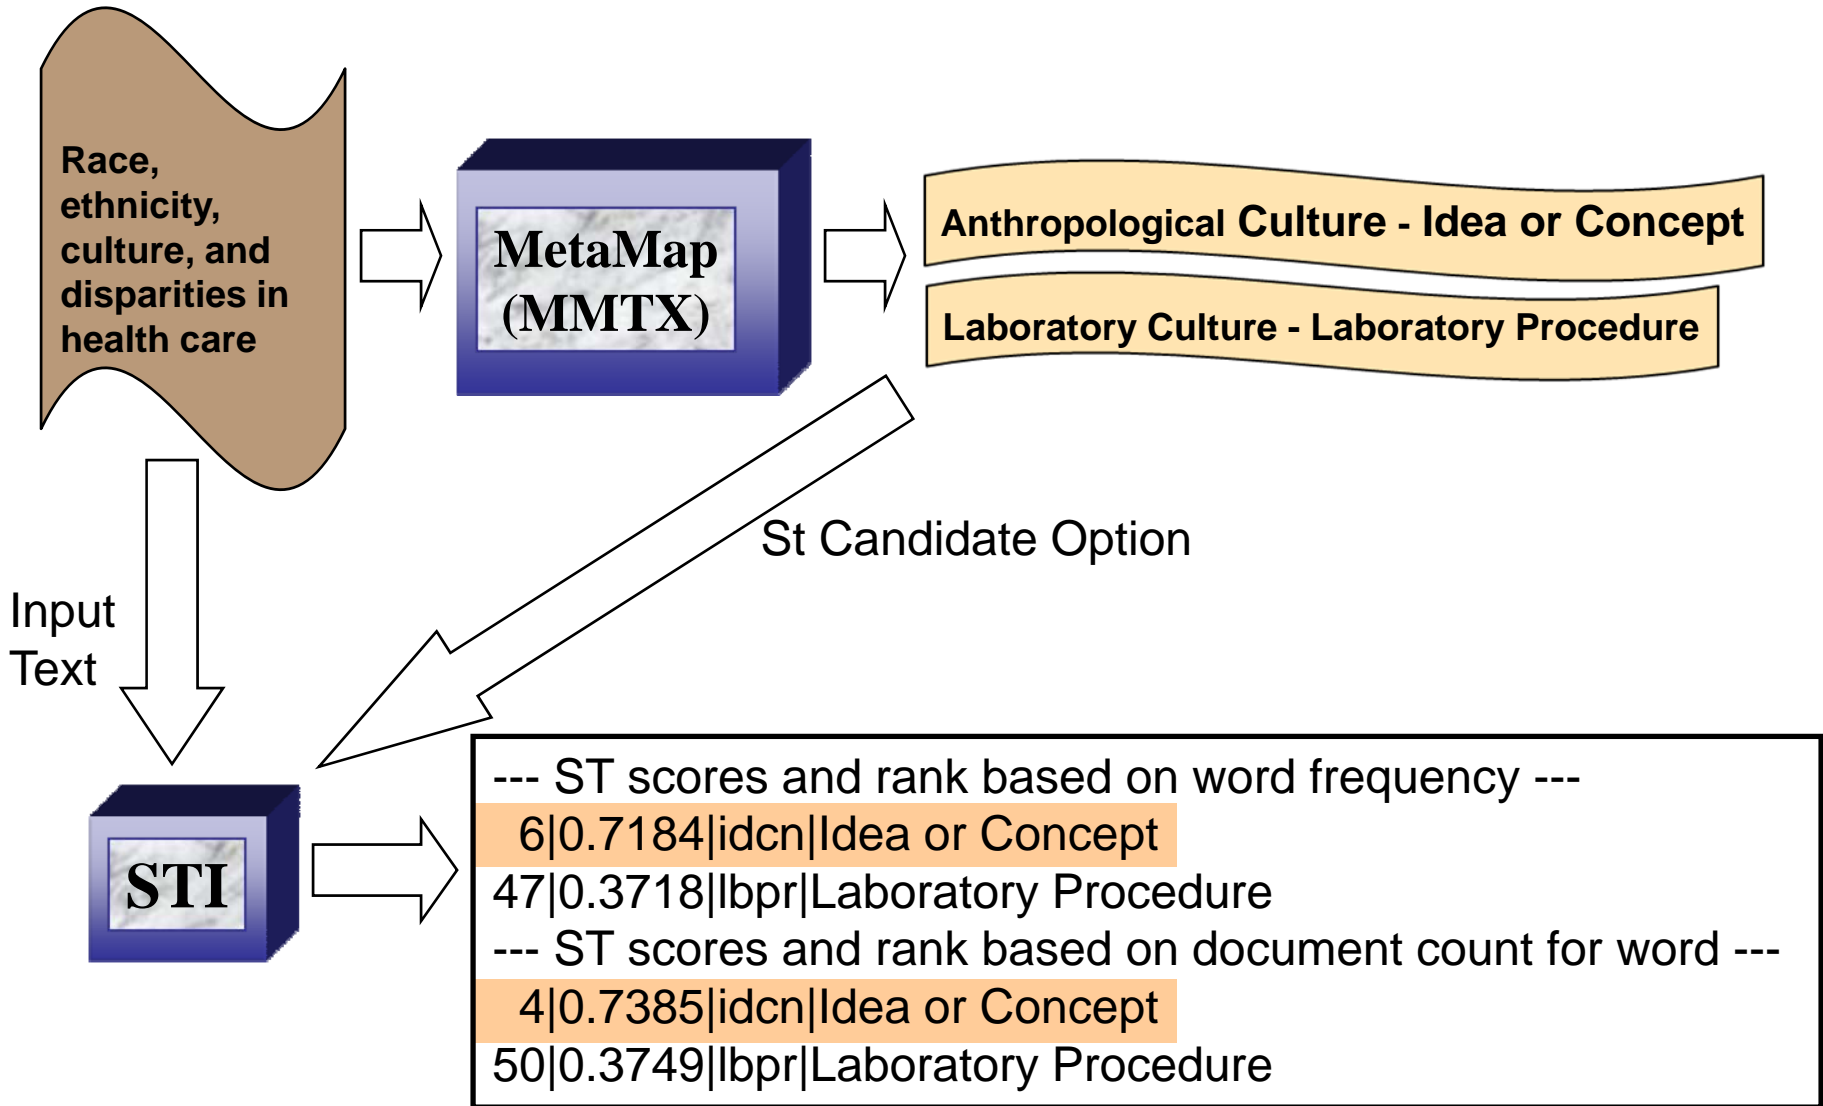 Race,
ethnicity,
culture, and
disparities in
health care
MetaMap
(MMTX)
Anthropological Culture - Idea or Concept
Laboratory Culture - Laboratory Procedure
St Candidate Option
Input
Text
STI
--- ST scores and rank based on word frequency ---
6|0.7184|idcn|Idea or Concept
47|0.3718|lbpr|Laboratory Procedure
--- ST scores and rank based on document count for word ---
4|0.7385|idcn|Idea or Concept
50|0.3749|lbpr|Laboratory Procedure